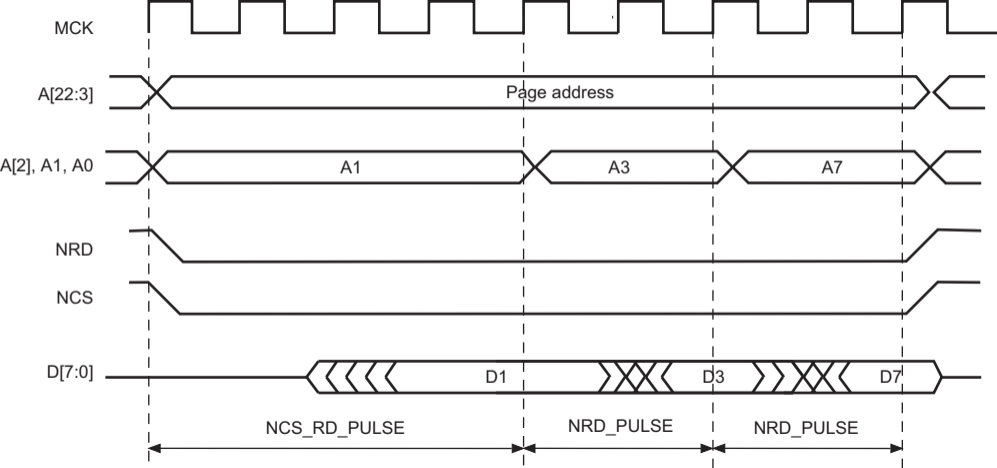 MCK
A[22:3]
Page address
A[2], A1, A0
A1
A3
A7
NRD
NCS
D[7:0]
D1
D3
D7
NCS_RD_PULSE
NRD_PULSE
NRD_PULSE